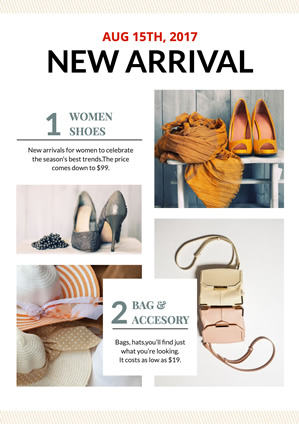 AUG 15TH, 2017
NEW ARRIVAL
1
WOMEN
SHOES
New arrivals for women to celebrate
the season's best trends.The price
comes down to $99.
2
BAG &
ACCESORY
Bags, hats,you'll find just
what you're looking.
It costs as low as $19.